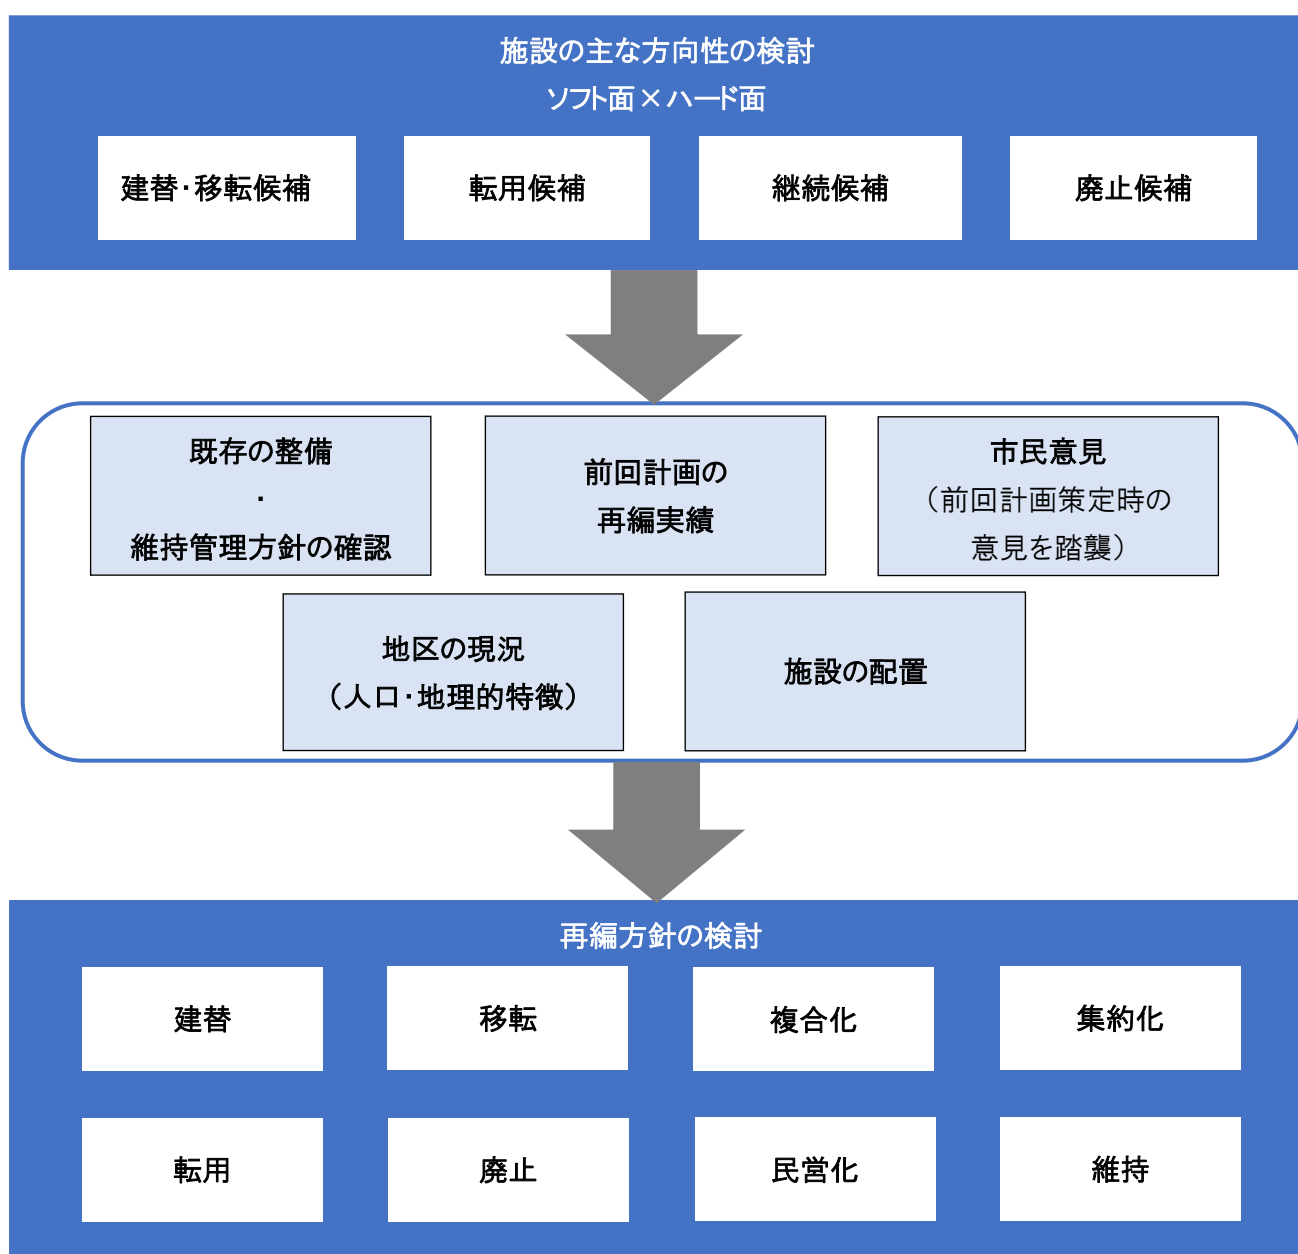 施設の主な方向性の検討
ソフト面×ハード面
建替・移転候補
転用候補
継続候補
廃止候補
既存の整備
・
維持管理方針の確認
前回計画の
再編実績
市民意見
（前回計画策定時の
意見を踏襲）
地区の現況
（人口・地理的特徴）
施設の配置
再編方針の検討
建替
移転
複合化
集約化
転用
廃止
民営化
維持